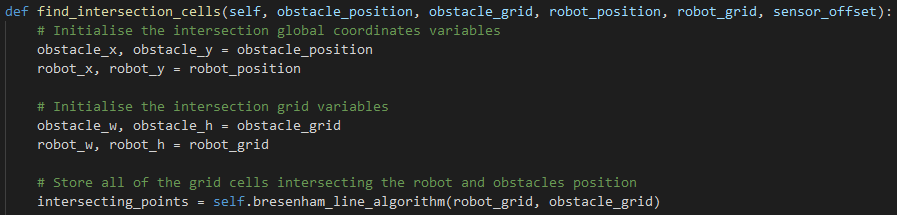 def find_intersection_cells(self, obstacle_position, obstacle_grid, robot_position, robot_grid, sensor_offset):
# Initialise the intersection global coordinates variables
obstacle_x, obstacle_y = obstacle_position
robot_x, robot_y = robot_position
# Initialise the intersection grid variables
obstacle_w, obstacle_h = obstacle_grid
robot_w, robot_h = robot_grid
# Store all of the grid cells intersecting the robot and obstacles position
intersecting_points = self.bresenham_line_algorithm(robot_grid, obstacle_grid)